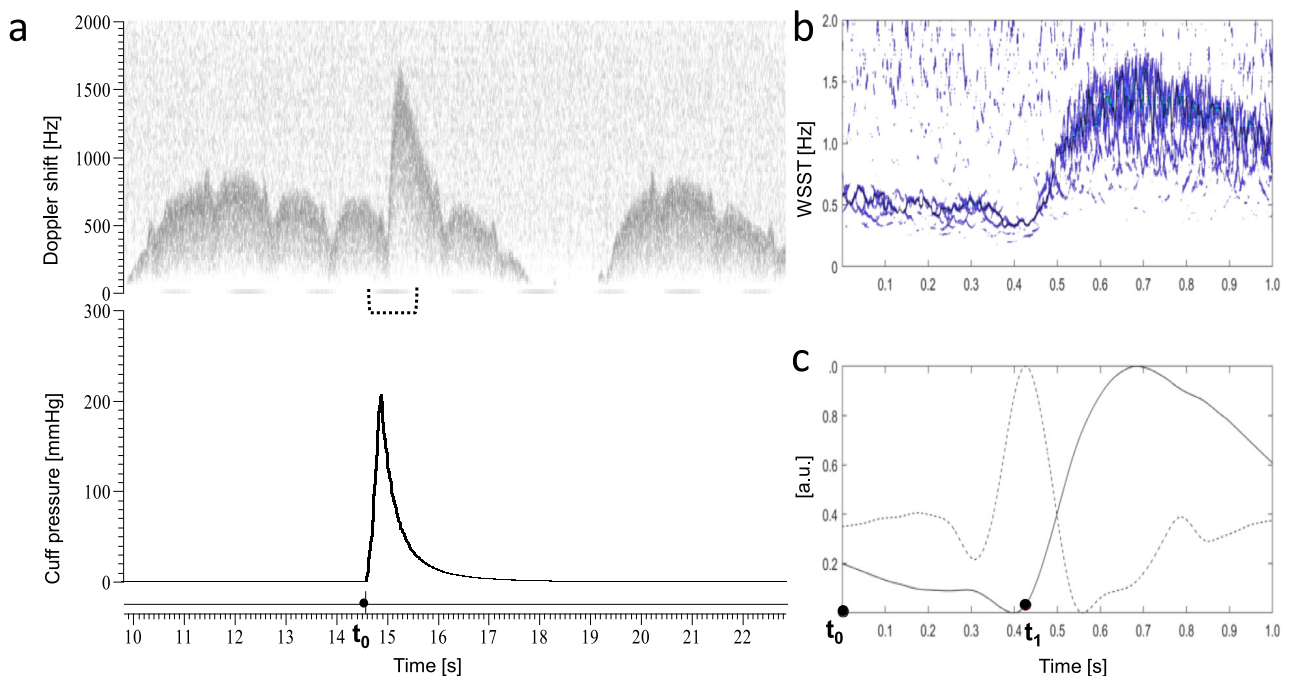 a
2000
1500
1000
500
0
Doppler shift [Hz]
300
200
100
0
Cuff pressure [mmHg]
10 11 12 13 14 15 16 17 18 19 20 21 22
t0
Time [s]
b
2.0
1.5
1.0
0.5
0
WSST [Hz]
0.1 0.2 0.3 0.4 0.5 0.6 0.7 0.8 0.9 1.0
c
.0
0.8
0.6
0.4
0.2
[a.u.]
t0 0.1 0.2 0.3 0.4 t1 0.5 0.6 0.7 0.8 0.9 1.0
Time [s]